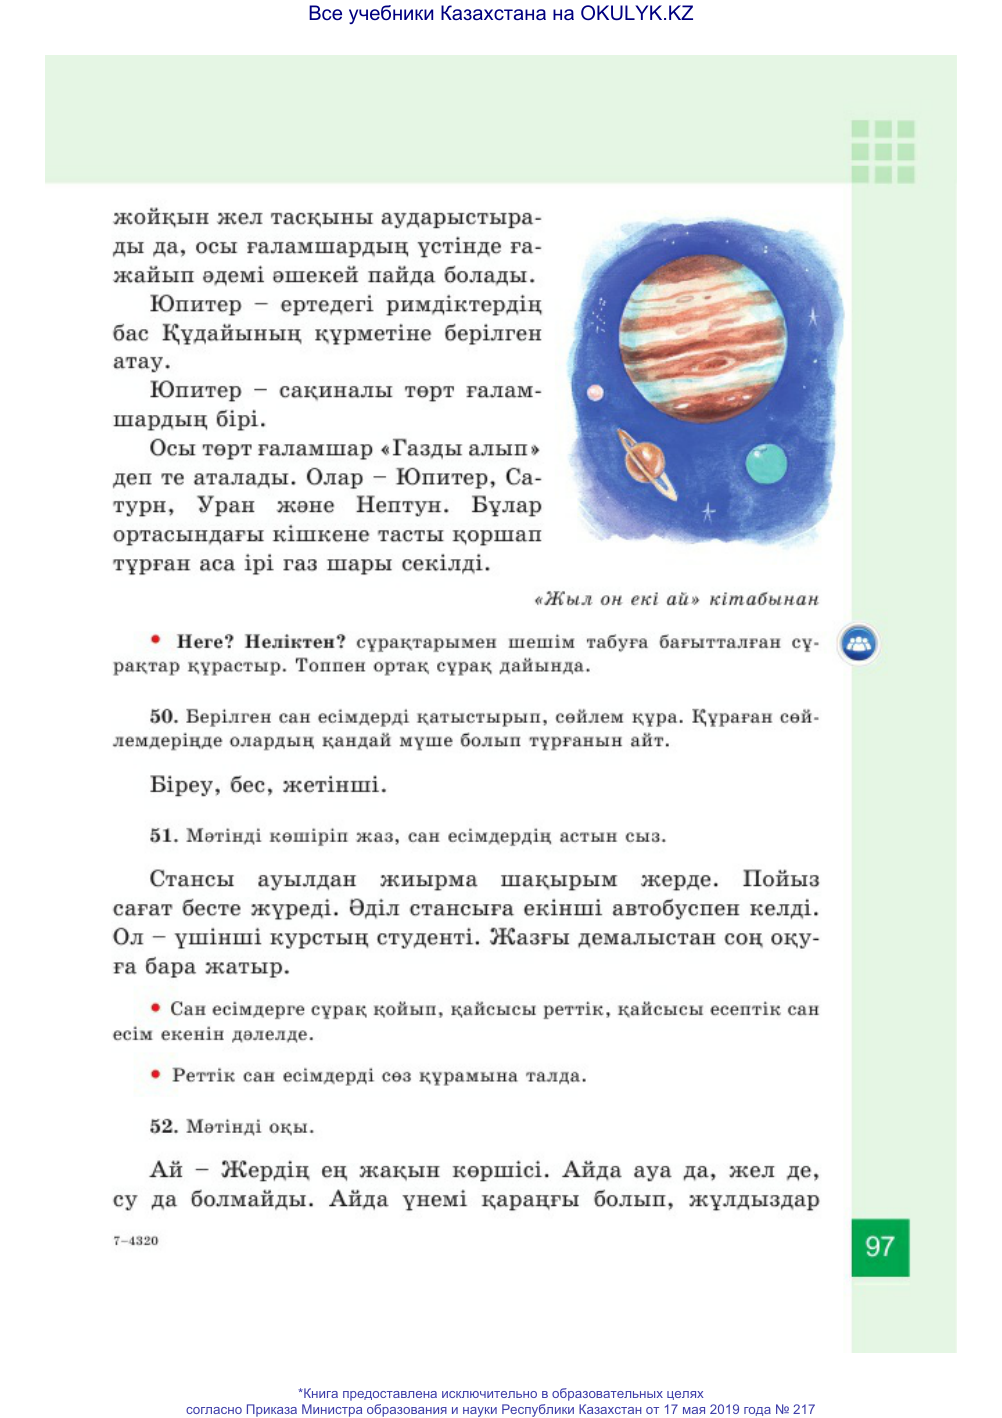 Все учебники Казахстана на OKULYK.KZ
жойқын жел тасқыны аударыстыра-
ды да, осы ғаламшардың үстінде ға-
жайып әдемі әшекей пайда болады.
Юпитер – ертедегі римдіктердің
бас Құдайының құрметіне берілген
атау.
Юпитер – сақиналы төрт ғалам-
шардың бірі.
Осы төрт ғаламшар «Газды алып»
деп те аталады. Олар – Юпитер, Са-
турн, Уран және Нептун. Бұлар
ортасындағы кішкене тасты қоршап
тұрған аса ірі газ шары секілді.
«Жыл он екі ай» кітабынан
• Неге? Неліктен? сұрақтарымен шешім табуға бағытталған сұ-
рақтар құрастыр. Топпен ортақ сұрақ дайында.
50. Берілген сан есімдерді қатыстырып, сөйлем құра. Құраған сөй-
лемдеріңде олардың қандай мүше болып тұрғанын айт.
Біреу, бес, жетінші.
51. Мәтінді көшіріп жаз, сан есімдердің астын сыз.
Стансы ауылдан жиырма шақырым жерде. Пойыз
сағат бесте жүреді. Әділ стансыға екінші автобуспен келді.
Ол – үшінші курстың студенті. Жазғы демалыстан соң оқу-
ға бара жатыр.
• Сан есімдерге сұрақ қойып, қайсысы реттік, қайсысы есептік сан
есім екенін дәлелде.
• Реттік сан есімдерді сөз құрамына талда.
52. Мәтінді оқы.
Ай – Жердің ең жақын көршісі. Айда ауа да, жел де,
су да болмайды. Айда үнемі қараңғы болып, жұлдыздар
7–4320
97
*Книга предоставлена исключительно в образовательных целях
согласно Приказа Министра образования и науки Республики Казахстан от 17 мая 2019 года № 217